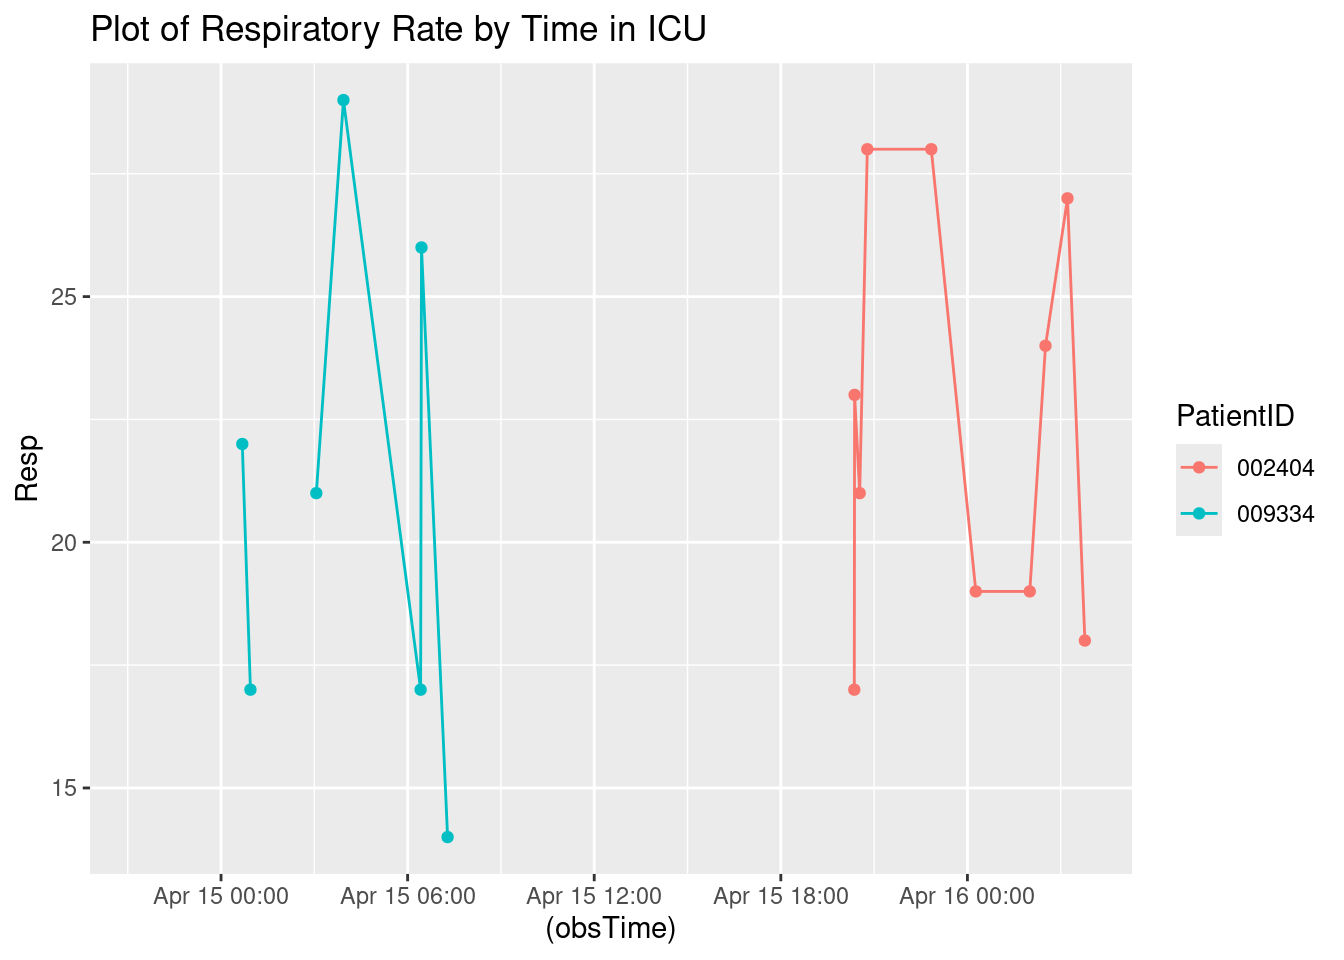 Plot of Respiratory Rate by Time in ICU
Resp
25
20
15
Apr 15 00:00
Apr 15 06:00
Apr 15 12:00
Apr 15 18:00
Apr 16 00:00
(obsTime)
PatientID
002404
009334